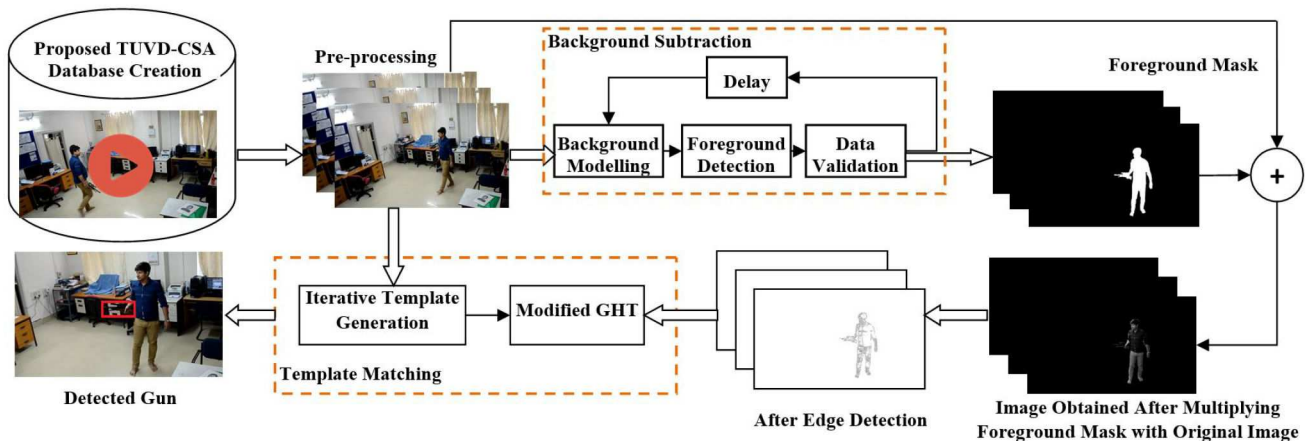 Proposed TUVD-CSA
Database Creation
Pre-processing
Background Subtraction
Delay
Background
Modelling
Foreground
Detection
Data
Validation
Foreground Mask
+
Iterative Template
Generation
Modified GHT
Template Matching
Detected Gun
After Edge Detection
Image Obtained After Multiplying
Foreground Mask with Original Image